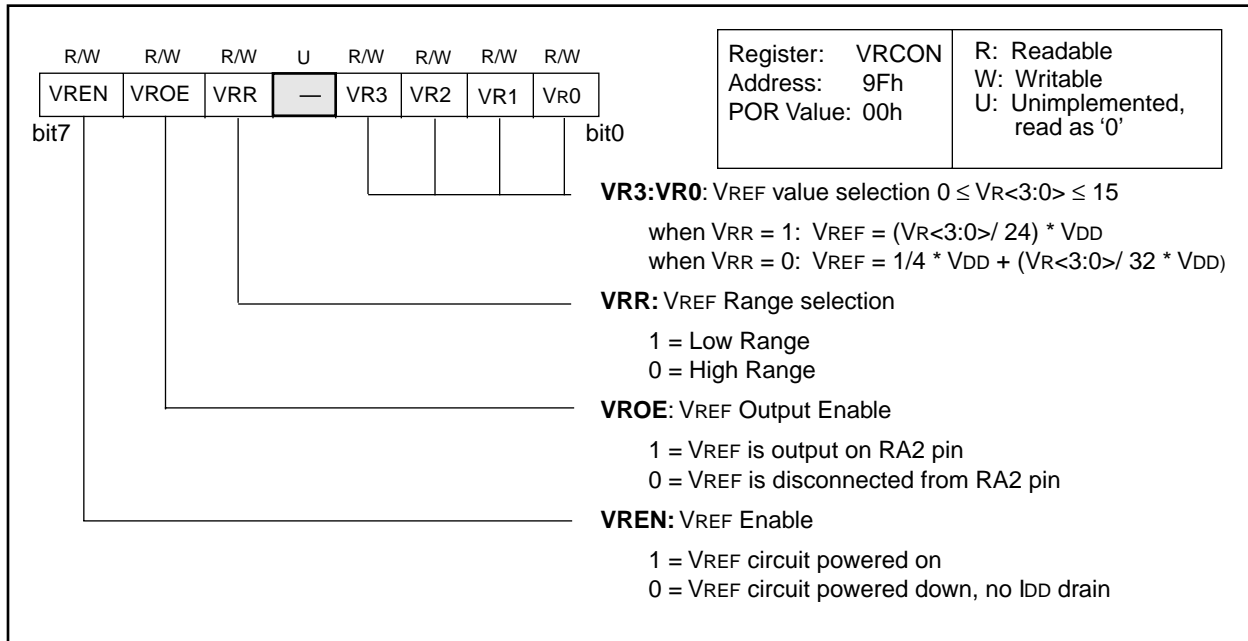 R/W R/W R/W U R/W R/W R/W R/W
VREN VROE VRR — VR3 VR2 VR1 VR0
bit7 bit0
Register: VRCON
Address: 9Fh
POR Value: 00h
R: Readable
W: Writable
U: Unimplemented,
read as ‘0’
VR3:VR0: VREF value selection 0 ≤ VR<3:0> ≤ 15
when VRR = 1: VREF = (VR<3:0>/ 24) * VDD
when VRR = 0: VREF = 1/4 * VDD + (VR<3:0>/ 32 * VDD)
VRR: VREF Range selection
1 = Low Range
0 = High Range
VROE: VREF Output Enable
1 = VREF is output on RA2 pin
0 = VREF is disconnected from RA2 pin
VREN: VREF Enable
1 = VREF circuit powered on
0 = VREF circuit powered down, no IDD drain